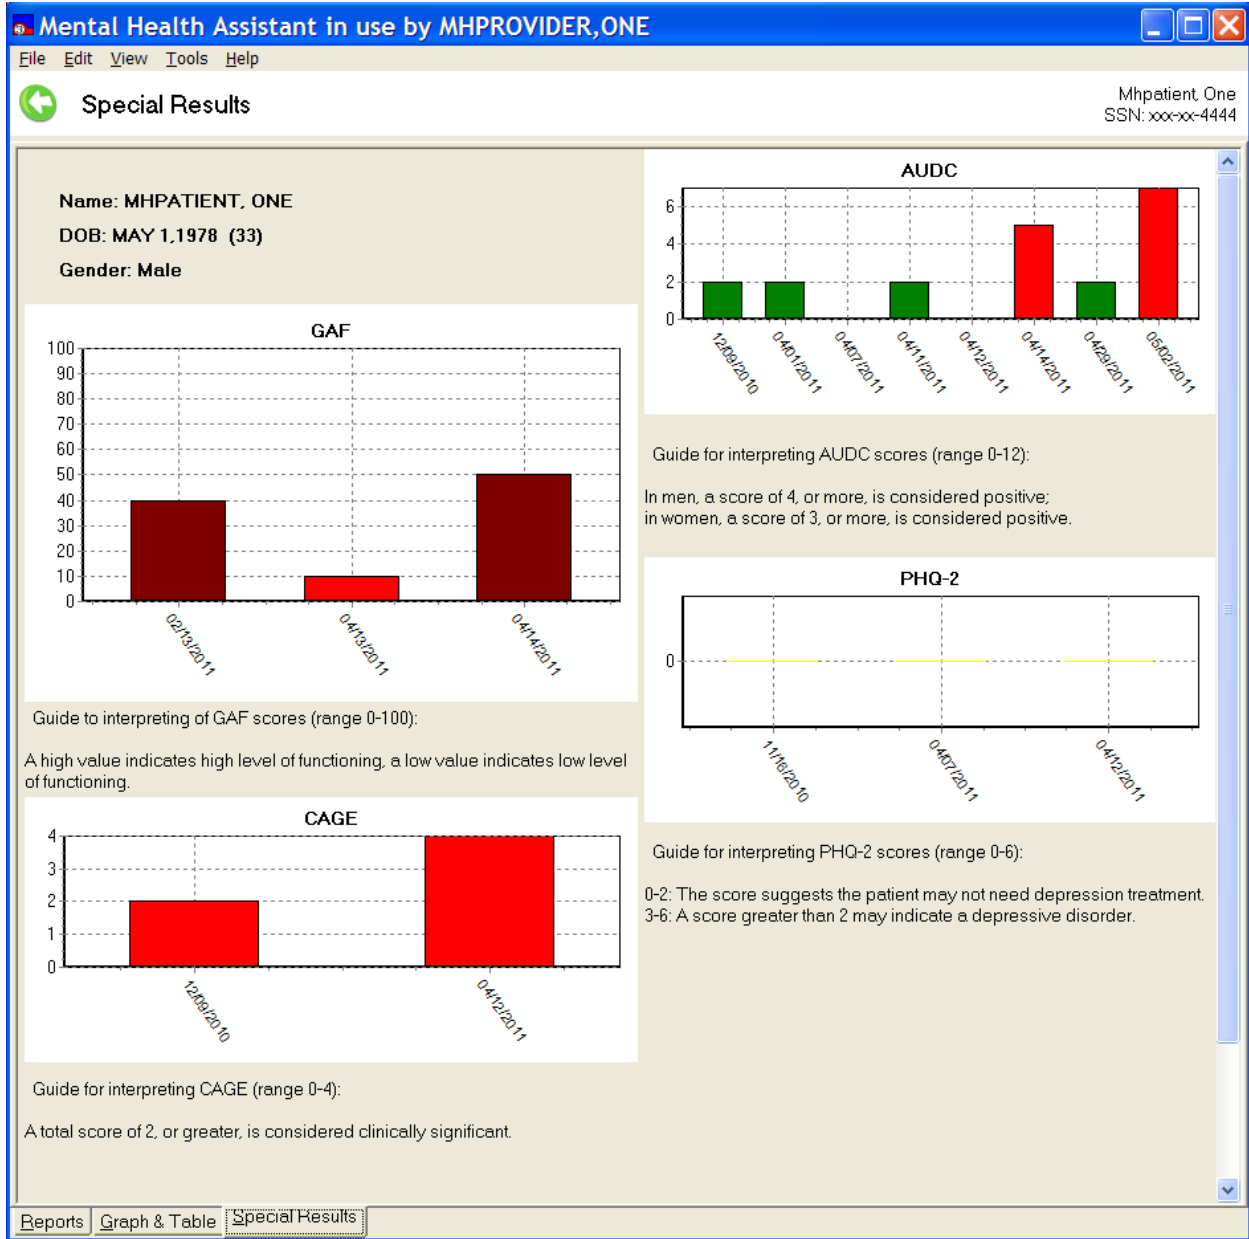 Mental Health Assistant in use by MHPROVIDER,ONE
File Edit View Tools Help
Special Results
Mhpatient, One
SSN: xxx-xx-4444
Name: MHPATIENT, ONE
DOB: MAY 1,1978 (33)
Gender: Male
GAF
100
90
80
70
60
50
40
30
20
10
0
02/13/2011
04/13/2011
04/14/2011
Guide to interpreting of GAF scores (range 0-100):
A high value indicates high level of functioning, a low value indicates low level
of functioning.
CAGE
4
3
2
1
0
12/09/2010
04/12/2011
Guide for interpreting CAGE (range 0-4):
A total score of 2, or greater, is considered clinically significant.
AUDC
6
4
2
0
12/09/2010
04/01/2011
04/07/2011
04/11/2011
04/12/2011
04/14/2011
04/29/2011
05/02/2011
Guide for interpreting AUDC scores (range 0-12):
In men, a score of 4, or more, is considered positive;
in women, a score of 3, or more, is considered positive.
PHQ-2
0
11/16/2010
04/07/2011
04/12/2011
Guide for interpreting PHQ-2 scores (range 0-6):
0-2: The score suggests the patient may not need depression treatment.
3-6: A score greater than 2 may indicate a depressive disorder.
Reports Graph & Table Special Results